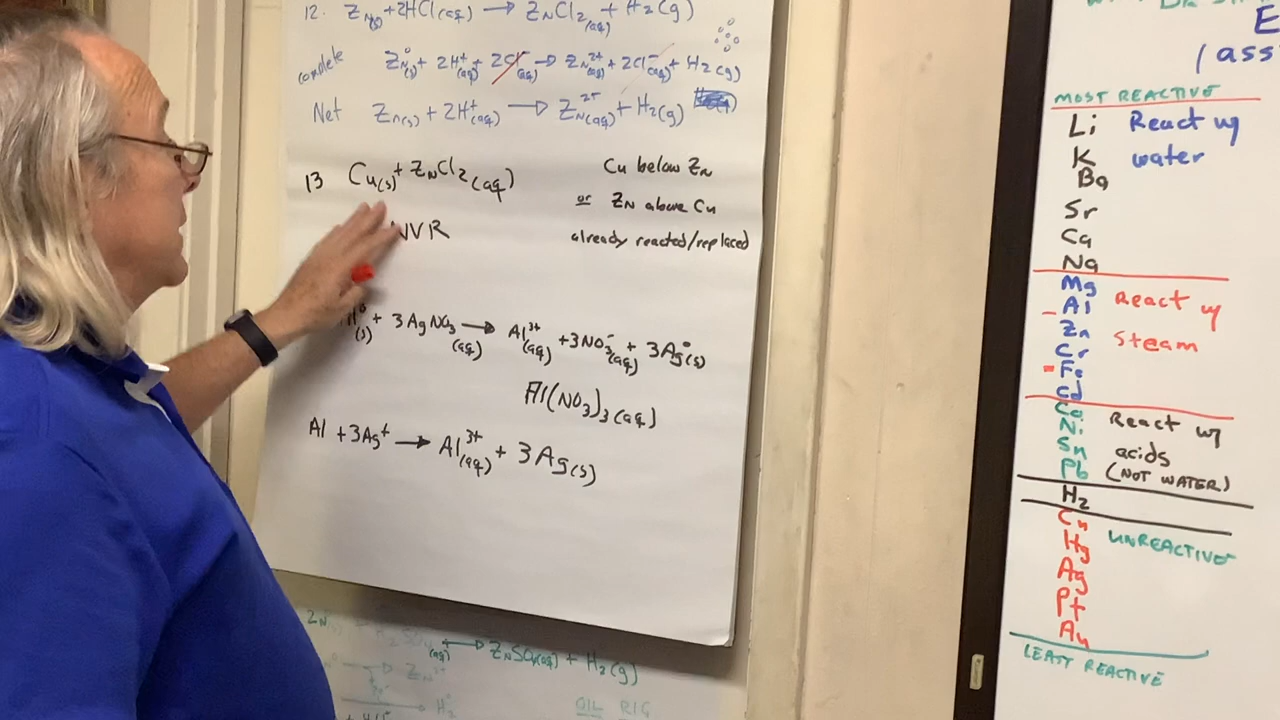 12. ZN(s) + 2HCl(aq) → ZNCl2(aq) + H2(g)
complete ZN°(s) + 2H+(aq) + 2Cl-(aq) → ZN2+(aq) + 2Cl-(aq) + H2(g)
Net ZN(s) + 2H+(aq) → ZN2+(aq) + H2(g)
13 Cu(s) + ZNCl2(aq)
NVR
Cu below ZN
or ZN above Cu
already reacted/replaced
Al°(s) + 3AgNO3(aq) → Al3+(aq) + 3NO3-(aq) + 3Ag°(s)
Al(NO3)3(aq)
Al + 3Ag+ → Al3+(aq) + 3Ag(s)
ZNSO4(aq) + H2(g)
OIL RIG
(ass
MOST REACTIVE
Li React w/
K water
Ba
Sr
Ca
Na
Mg
Al React w/
Zn steam
Cr
Fe
Cd
Co React w/
Ni
Sn acids
Pb (NOT WATER)
H2
Cu UNREACTIVE
Hg
Ag
Pt
Au
LEAST REACTIVE